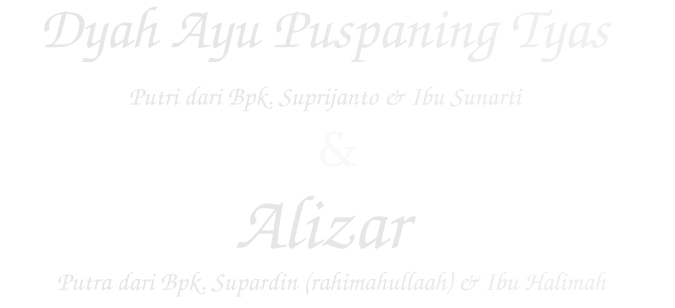 Dyah Ayu Puspaning Tyas
Putri dari Bpk. Suprijanto & Ibu Sunarti
&
Alizar
Putra dari Bpk. Supardin (rahimahullaah) & Ibu Halimah